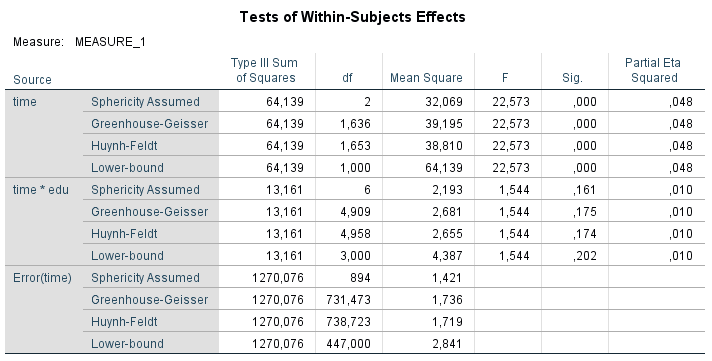 Tests of Within-Subjects Effects
Measure: MEASURE_1
Source Type III Sum of Squares df Mean Square F Sig. Partial Eta Squared
time Sphericity Assumed 64,139 2 32,069 22,573 ,000 ,048
Greenhouse-Geisser 64,139 1,636 39,195 22,573 ,000 ,048
Huynh-Feldt 64,139 1,653 38,810 22,573 ,000 ,048
Lower-bound 64,139 1,000 64,139 22,573 ,000 ,048
time * edu Sphericity Assumed 13,161 6 2,193 1,544 ,161 ,010
Greenhouse-Geisser 13,161 4,909 2,681 1,544 ,175 ,010
Huynh-Feldt 13,161 4,958 2,655 1,544 ,174 ,010
Lower-bound 13,161 3,000 4,387 1,544 ,202 ,010
Error(time) Sphericity Assumed 1270,076 894 1,421
Greenhouse-Geisser 1270,076 731,473 1,736
Huynh-Feldt 1270,076 738,723 1,719
Lower-bound 1270,076 447,000 2,841